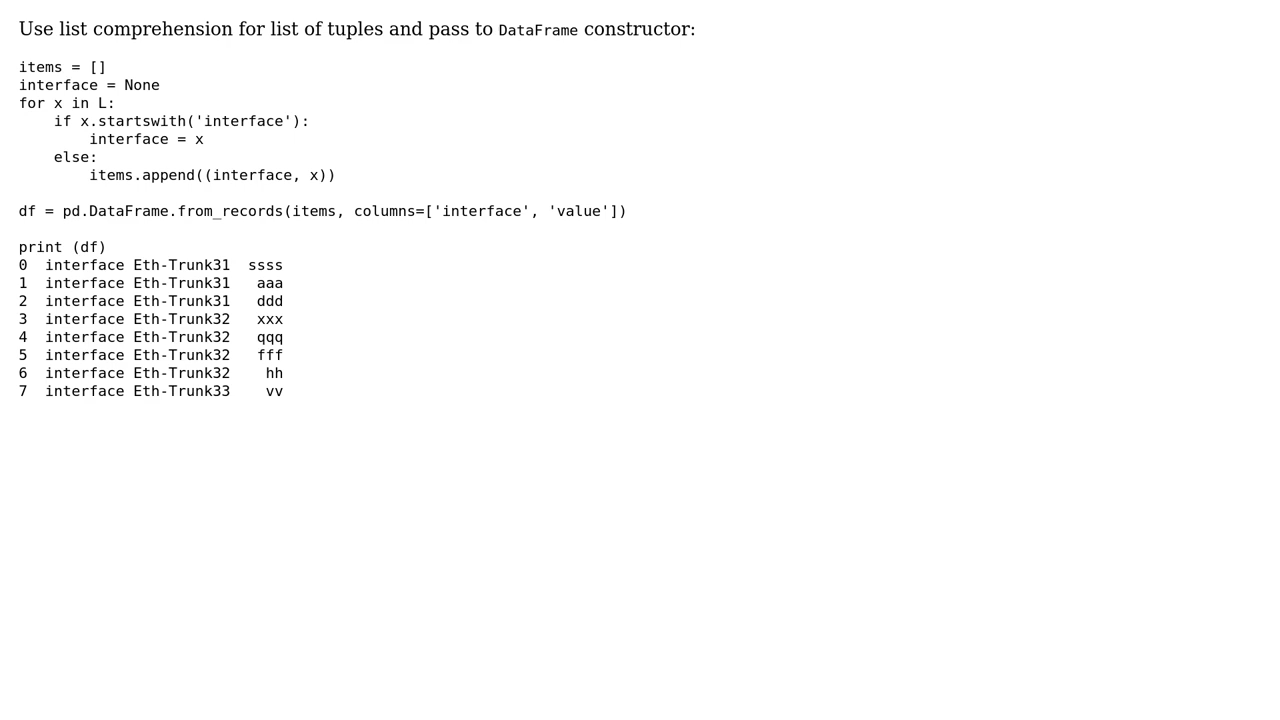 Use list comprehension for list of tuples and pass to DataFrame constructor:
items = []
interface = None
for x in L:
    if x.startswith('interface'):
        interface = x
    else:
        items.append((interface, x))

df = pd.DataFrame.from_records(items, columns=['interface', 'value'])

print (df)
0  interface Eth-Trunk31  ssss
1  interface Eth-Trunk31   aaa
2  interface Eth-Trunk31   ddd
3  interface Eth-Trunk32   xxx
4  interface Eth-Trunk32   qqq
5  interface Eth-Trunk32   fff
6  interface Eth-Trunk32    hh
7  interface Eth-Trunk33    vv